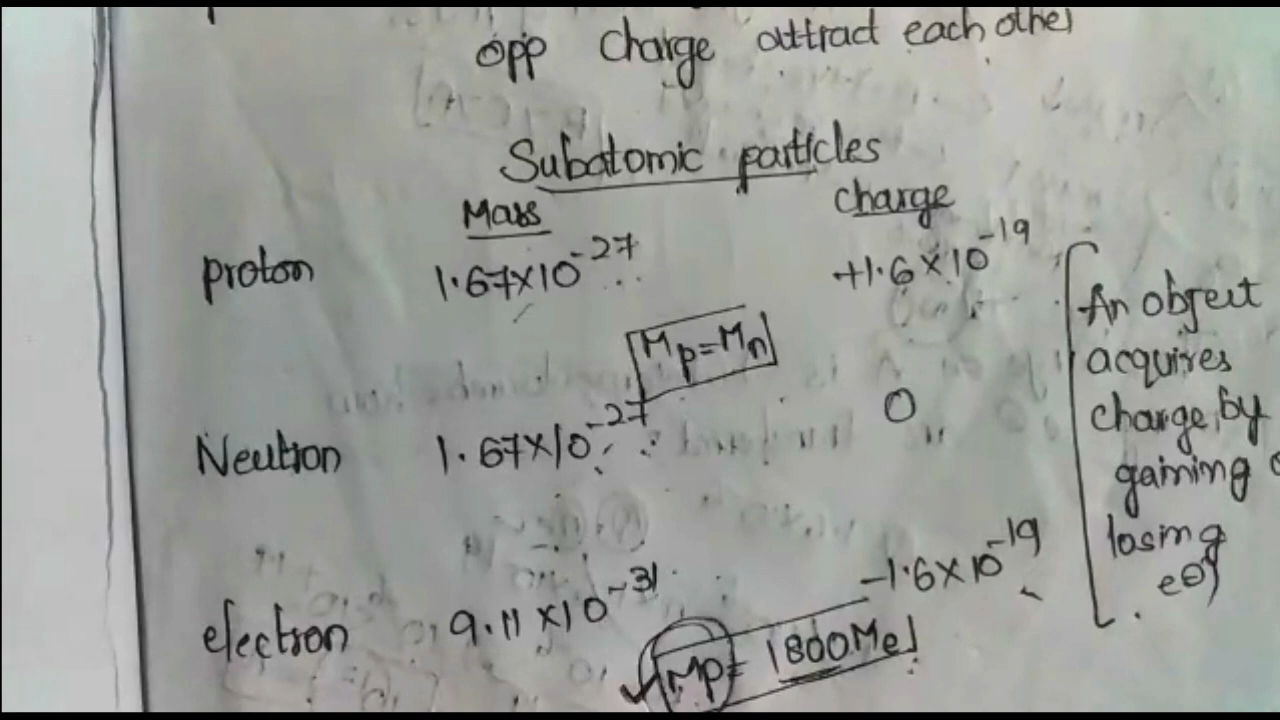 opp charge attract each other
Subatomic particles
Mass charge
proton 1.67×10⁻²⁷ +1.6×10⁻¹⁹
Mp=Mn
Neutron 1.67×10⁻²⁷ 0
electron 9.11×10⁻³¹ -1.6×10⁻¹⁹
Mp=1800Me
An object
acquires
charge by
gaining
losing
e⊖